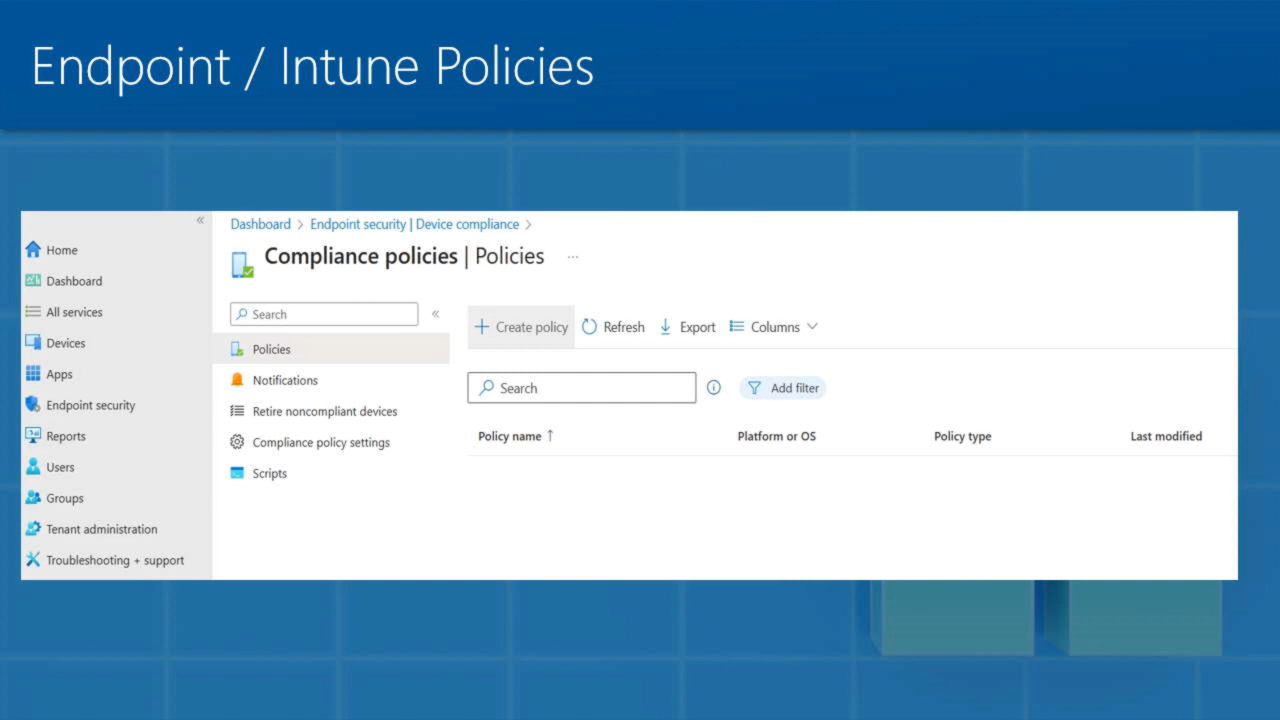 Endpoint / Intune Policies
Home
Dashboard
All services
Devices
Apps
Endpoint security
Reports
Users
Groups
Tenant administration
Troubleshooting + support
Dashboard > Endpoint security | Device compliance >
Compliance policies | Policies ...
Search
Policies
Notifications
Retire noncompliant devices
Compliance policy settings
Scripts
+ Create policy Refresh Export Columns
Search Add filter
Policy name ↑ Platform or OS Policy type Last modified